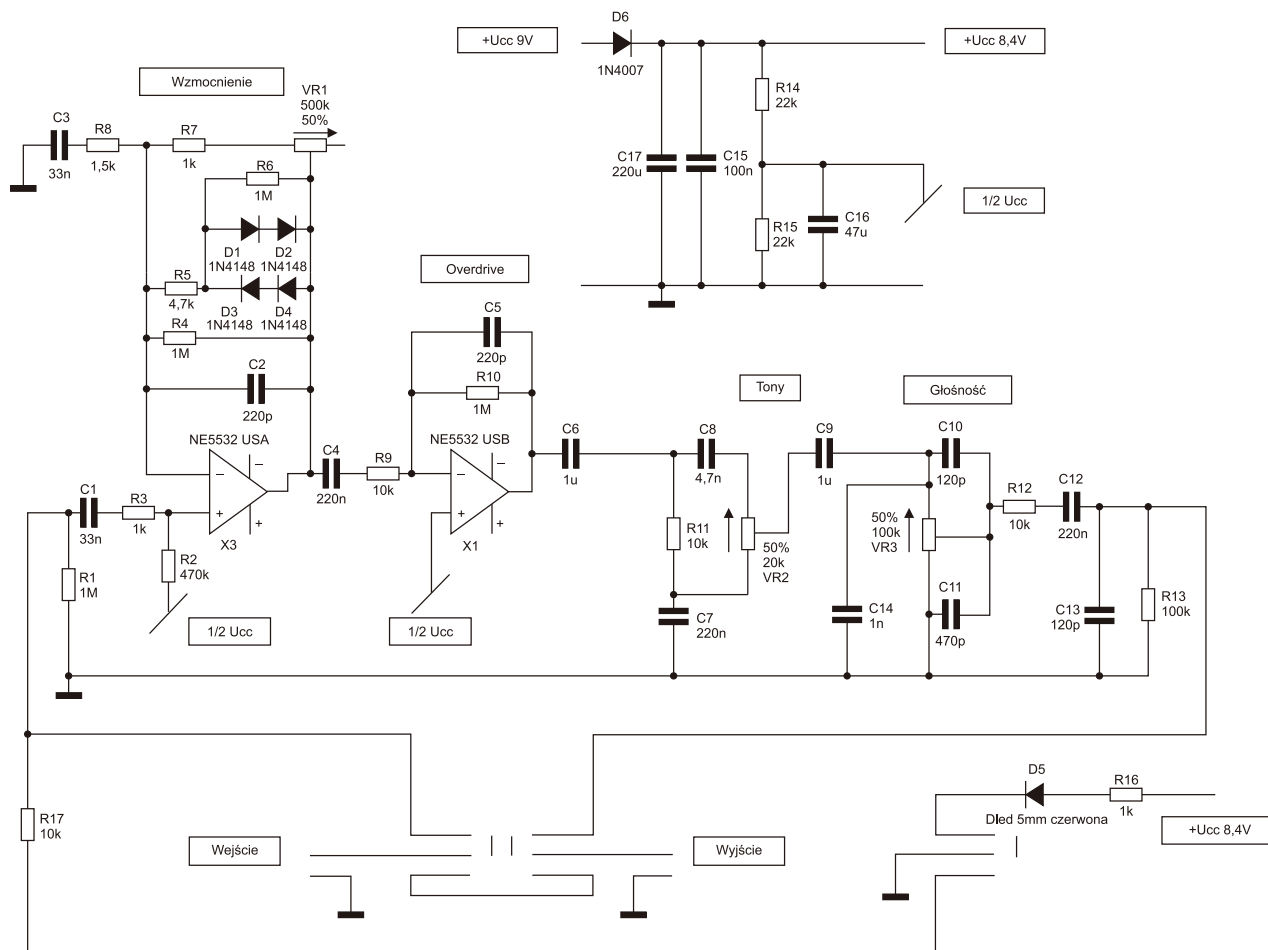 D6
+Ucc 9V
+Ucc 8,4V
1N4007
Wzmocnienie
VR1
500k
50%
C3
33n
R8
1,5k
R7
1k
R6
1M
D1
1N4148
D2
1N4148
R5
4,7k
D3
1N4148
D4
1N4148
R4
1M
C2
220p
R14
22k
C17
220u
C15
100n
R15
22k
C16
47u
1/2 Ucc
Overdrive
C5
220p
R10
1M
NE5532 USA
NE5532 USB
C4
220n
R9
10k
C6
1u
Tony
Głośność
C8
4,7n
C9
1u
C10
120p
C1
33n
R3
1k
−
+
−
+
X3
−
+
−
+
X1
R2
470k
R1
1M
1/2 Ucc
1/2 Ucc
R11
10k
50%
20k
VR2
C7
220n
50%
100k
VR3
R12
10k
C12
220n
C14
1n
C11
470p
C13
120p
R13
100k
R17
10k
Wejście
Wyjście
D5
R16
1k
Dled 5mm czerwona
+Ucc 8,4V